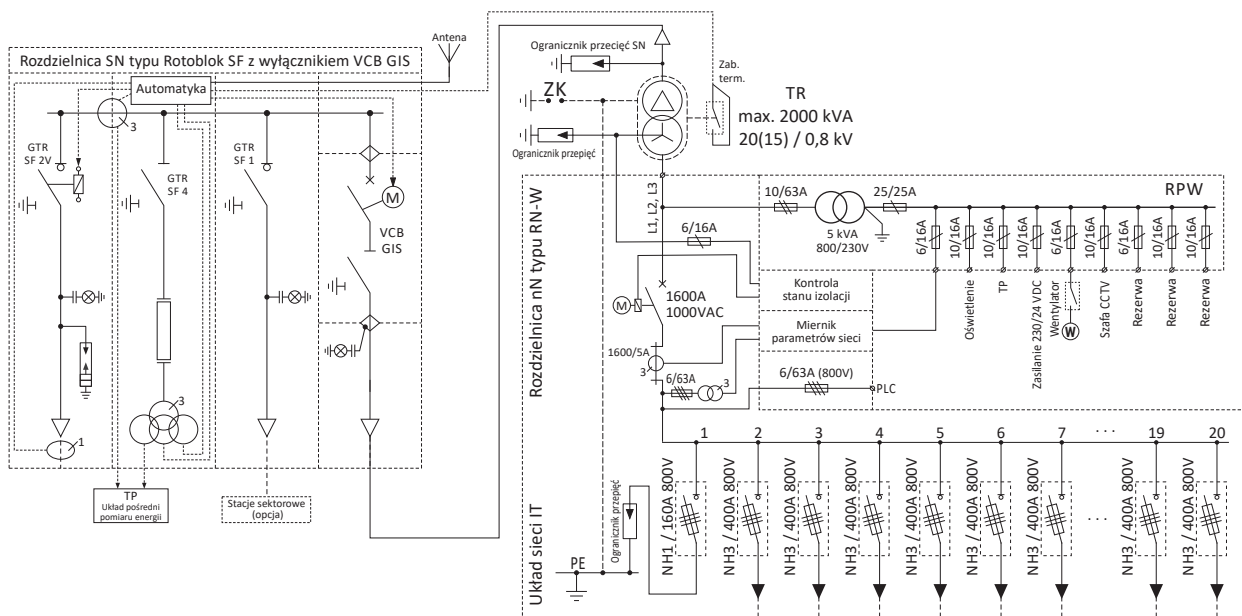 Rozdzielnica SN typu Rotoblok SF z wyłącznikiem VCB GIS
Antena
Automatyka
3
GTR
SF 2V
GTR
SF 4
GTR
SF 1
M
VCB
GIS
3
1
TP
Układ pośredni
pomiaru energii
Stacje sektorowe
(opcja)
Ogranicznik przecięć SN
ZK
Ogranicznik przepięć
Zab.
term.
TR
max. 2000 kVA
20(15) / 0,8 kV
Rozdzielnica nN typu RN-W
Układ sieci IT
L1, L2, L3
10/63A
5 kVA
800/230V
25/25A
RPW
6/16A
6/16A
10/16A
10/16A
10/16A
6/16A
10/16A
6/16A
10/16A
10/16A
Oświetlenie
TP
Zasilanie 230/24 VDC
Wentylator
W
Szafa CCTV
Rezerwa
Rezerwa
Rezerwa
Kontrola
stanu izolacji
Miernik
parametrów sieci
M
1600A
1000VAC
1600/5A
3
6/63A
3
6/63A (800V)
PLC
1
2
3
4
5
6
7
· · ·
19
20
NH1 / 160A 800V
NH3 / 400A 800V
NH3 / 400A 800V
NH3 / 400A 800V
NH3 / 400A 800V
NH3 / 400A 800V
NH3 / 400A 800V
· · ·
NH3 / 400A 800V
NH3 / 400A 800V
Ogranicznik przepięć
PE